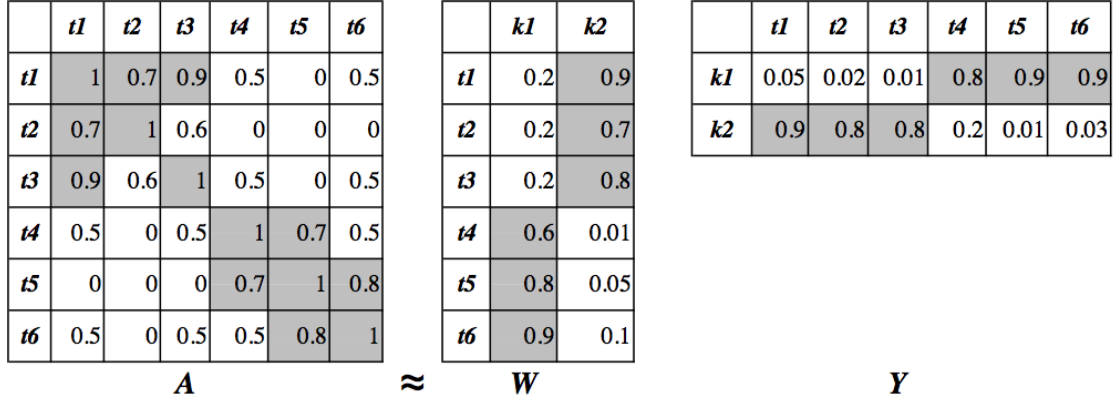 t1 t2 t3 t4 t5 t6
t1 1 0.7 0.9 0.5 0 0.5
t2 0.7 1 0.6 0 0 0
t3 0.9 0.6 1 0.5 0 0.5
t4 0.5 0 0.5 1 0.7 0.5
t5 0 0 0 0.7 1 0.8
t6 0.5 0 0.5 0.5 0.8 1
A
≈
k1 k2
t1 0.2 0.9
t2 0.2 0.7
t3 0.2 0.8
t4 0.6 0.01
t5 0.8 0.05
t6 0.9 0.1
W
t1 t2 t3 t4 t5 t6
k1 0.05 0.02 0.01 0.8 0.9 0.9
k2 0.9 0.8 0.8 0.2 0.01 0.03
Y